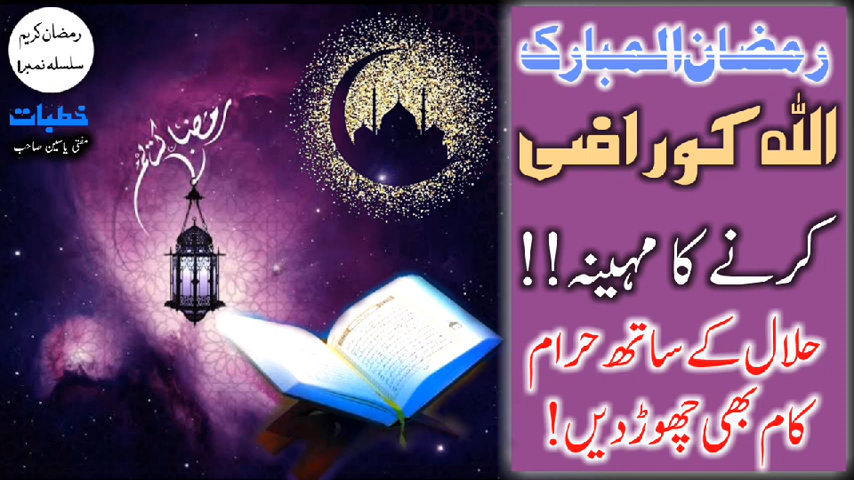 رمضان کریم
سلسلہ نمبر۱
خطبات
مفتی یاسین صاحب
رمضان المبارک
اللہ کو راضی
کرنے کا مہینہ!!
حلال کے ساتھ حرام
کام بھی چھوڑ دیں!